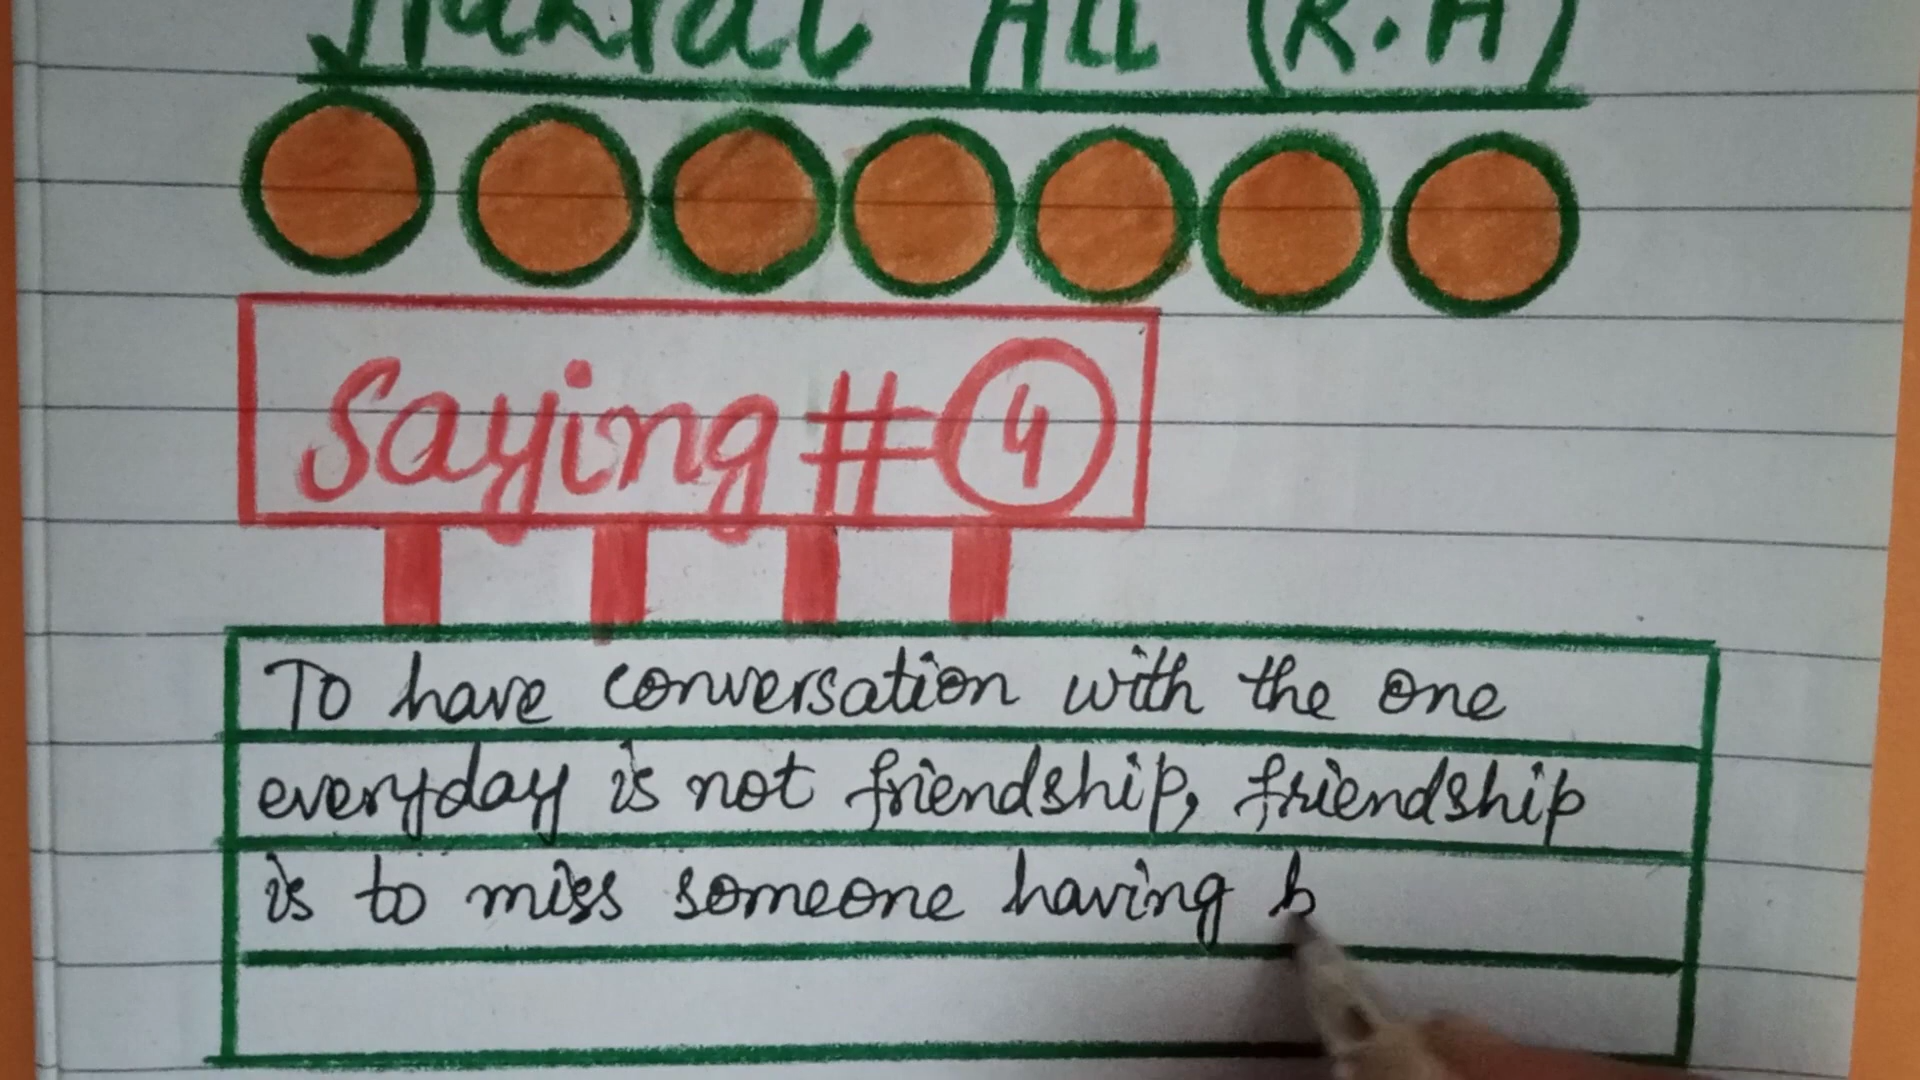 Hazrat Ali (R.A)
Saying # 4
To have conversation with the one
everyday is not friendship, friendship
is to miss someone having b